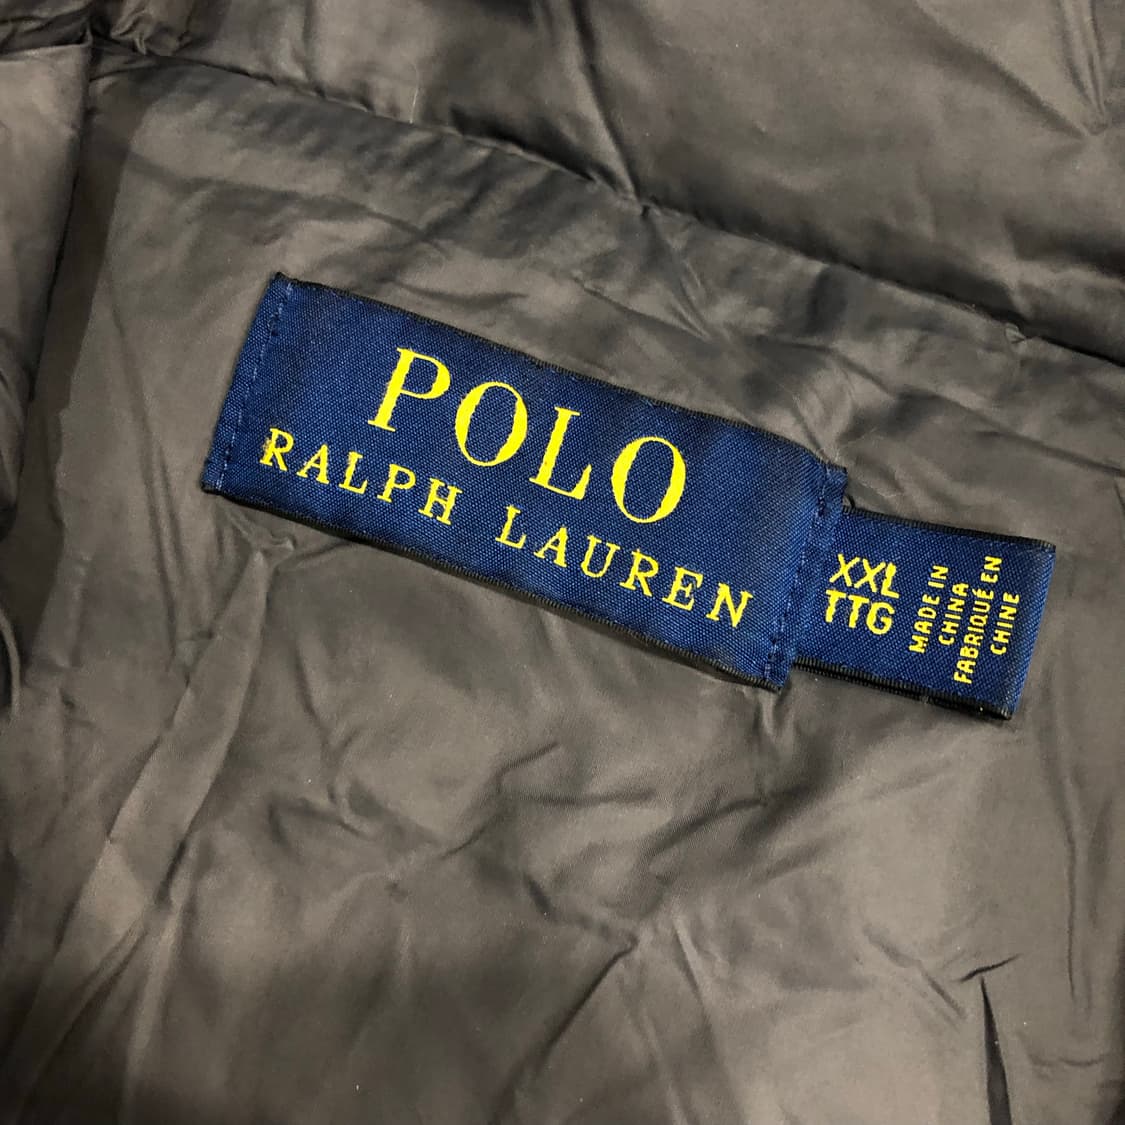 POLO
RALPH LAUREN
XXL
TTG
MADE IN
CHINA
FABRIQUÉ EN
CHINE